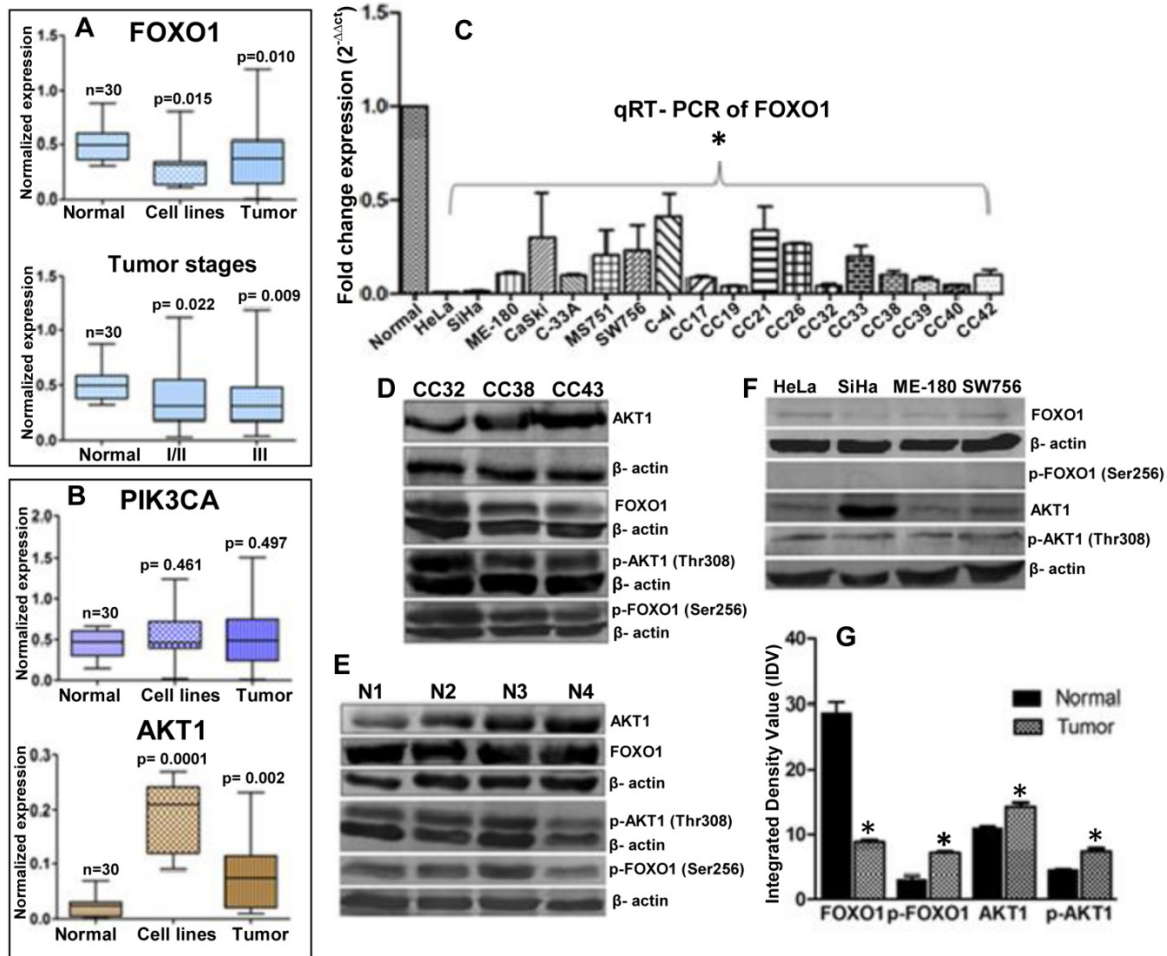 A
FOXO1
Normalized expression
1.5
1.0
0.5
0.0
n=30
p=0.015
p=0.010
Normal Cell lines Tumor
Tumor stages
Normalized expression
1.5
1.0
0.5
0.0
n=30
p= 0.022
p= 0.009
Normal I/II III
B
PIK3CA
Normalized expression
2.0
1.5
1.0
0.5
0.0
n=30
p= 0.461
p= 0.497
Normal Cell lines Tumor
AKT1
Normalized expression
0.3
0.2
0.1
0.0
n=30
p= 0.0001
p= 0.002
Normal Cell lines Tumor
C
Fold change expression (2-ΔΔct)
1.5
1.0
0.5
0.0
qRT- PCR of FOXO1
*
Normal HeLa SiHa ME-180 CaSkI C-33A MS751 SW756 C-4I CC17 CC19 CC21 CC26 CC32 CC33 CC38 CC39 CC40 CC42
D
CC32 CC38 CC43
AKT1
β- actin
FOXO1
β- actin
p-AKT1 (Thr308)
β- actin
p-FOXO1 (Ser256)
β- actin
E
N1 N2 N3 N4
AKT1
FOXO1
β- actin
p-AKT1 (Thr308)
β- actin
p-FOXO1 (Ser256)
β- actin
F
HeLa SiHa ME-180 SW756
FOXO1
β- actin
p-FOXO1 (Ser256)
AKT1
p-AKT1 (Thr308)
β- actin
G
Integrated Density Value (IDV)
40
30
20
10
0
Normal
Tumor
* * * *
FOXO1 p-FOXO1 AKT1 p-AKT1